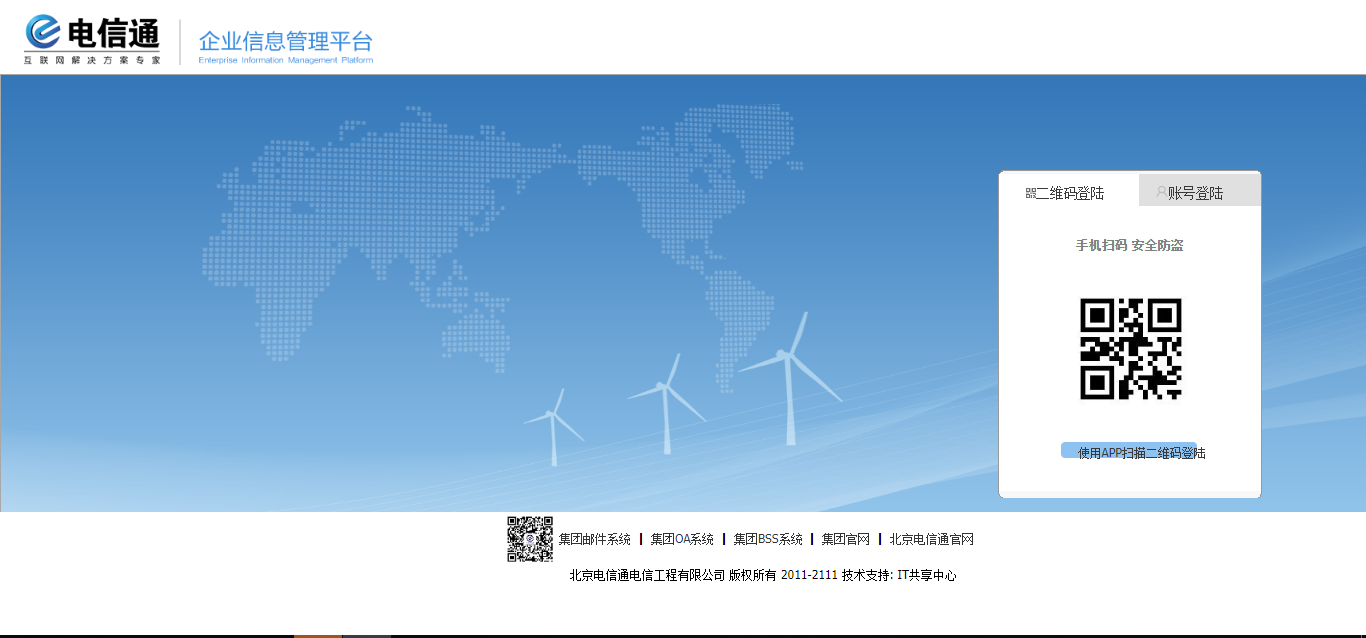 电信通
互联网解决方案专家
企业信息管理平台
Enterprise Information Management Platform
二维码登陆
账号登陆
手机扫码 安全防盗
使用APP扫描二维码登陆
集团邮件系统 | 集团OA系统 | 集团BSS系统 | 集团官网 | 北京电信通官网
北京电信通电信工程有限公司 版权所有 2011-2111 技术支持: IT共享中心